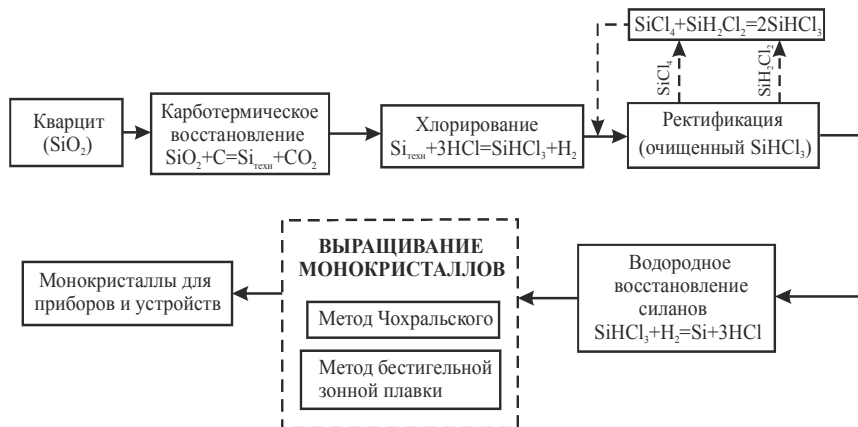 SiCl₄+SiH₂Cl₂=2SiHCl₃
SiCl₄
SiH₂Cl₂
Кварцит
(SiO₂)
Карботермическое
восстановление
SiO₂+C=Siтехн+CO₂
Хлорирование
Siтехн+3HCl=SiHCl₃+H₂
Ректификация
(очищенный SiHCl₃)
Монокристаллы для
приборов и устройств
ВЫРАЩИВАНИЕ
МОНОКРИСТАЛЛОВ
Метод Чохральского
Метод бестигельной
зонной плавки
Водородное
восстановление
силанов
SiHCl₃+H₂=Si+3HCl